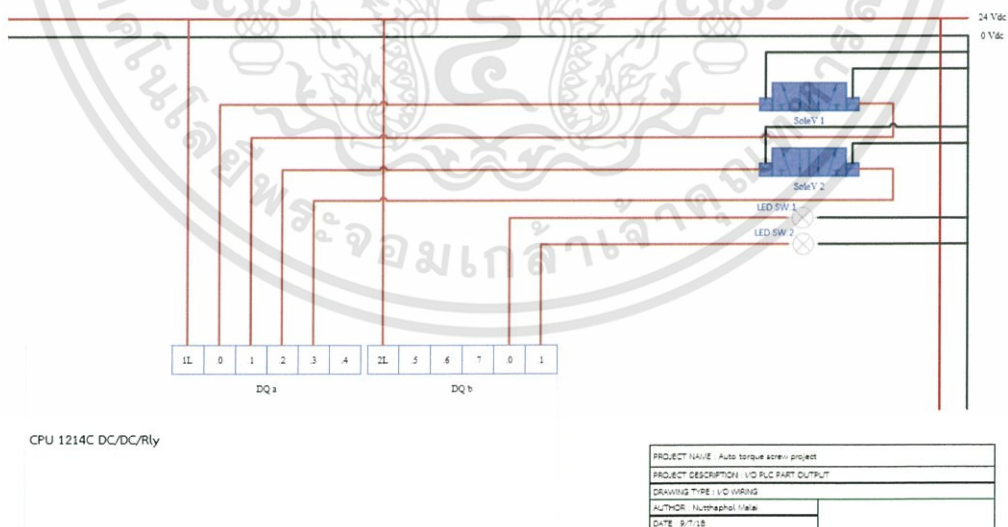 24 Vdc
0 Vdc
SoleV 1
SoleV 2
LED SW.1
LED SW.2
1L .0 .1 .2 .3 .4 2L .5 .6 .7 .0 .1
DQ a DQ b
CPU 1214C DC/DC/Rly
PROJECT NAME : Auto torque screw project
PROJECT DESCRIPTION : I/O PLC PART OUTPUT
DRAWING TYPE : I/O WIRING
AUTHOR : Nutthaphol Malai
DATE : 9/7/18